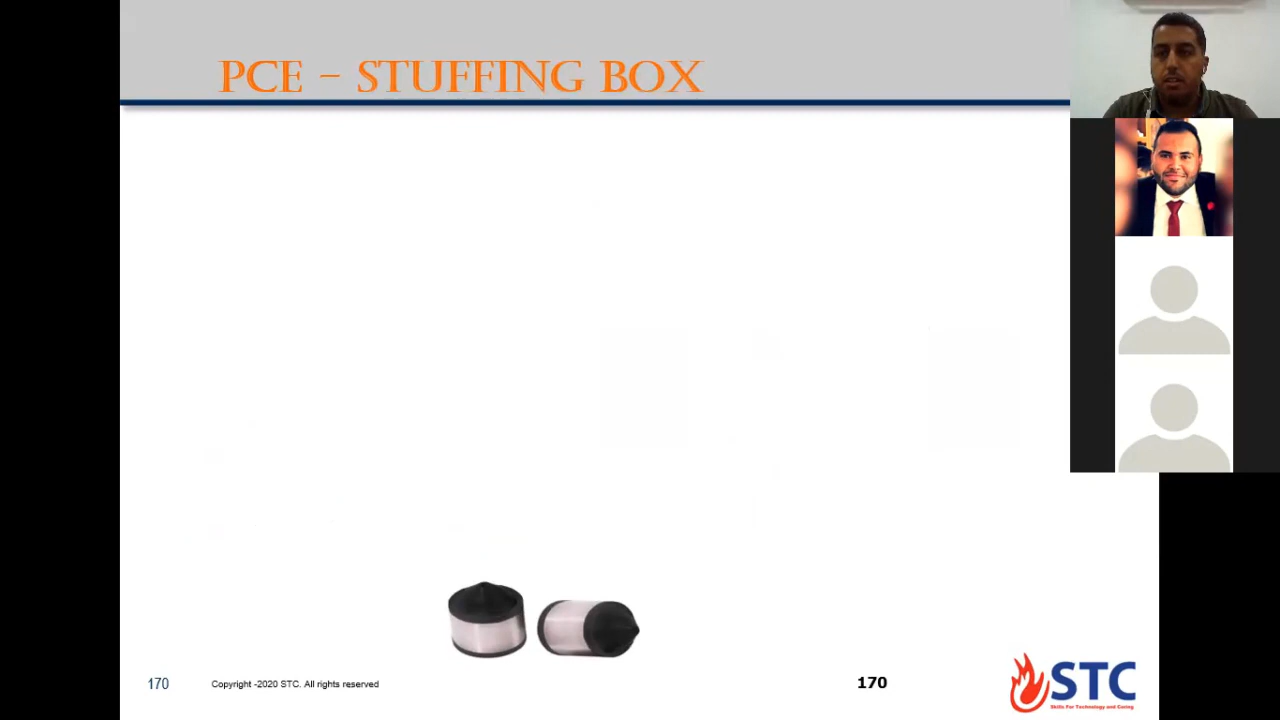 PCE – STUFFING BOX
170
Copyright -2020 STC. All rights reserved
170
STC
Skills For Technology and Caring